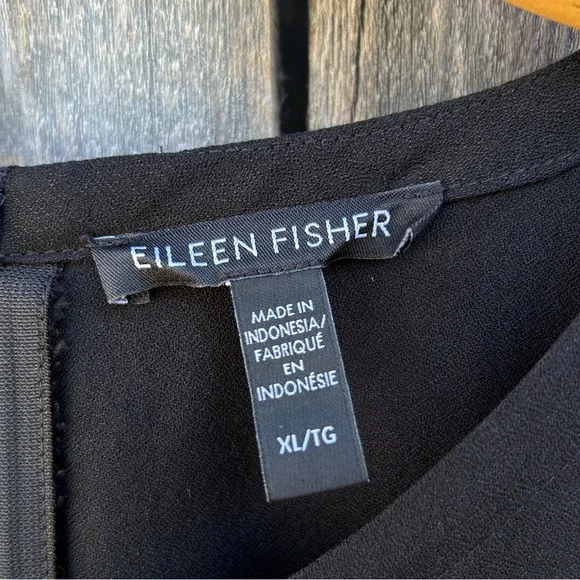 EILEEN FISHER
MADE IN
INDONESIA/
FABRIQUÉ
EN
INDONÉSIE
XL/TG